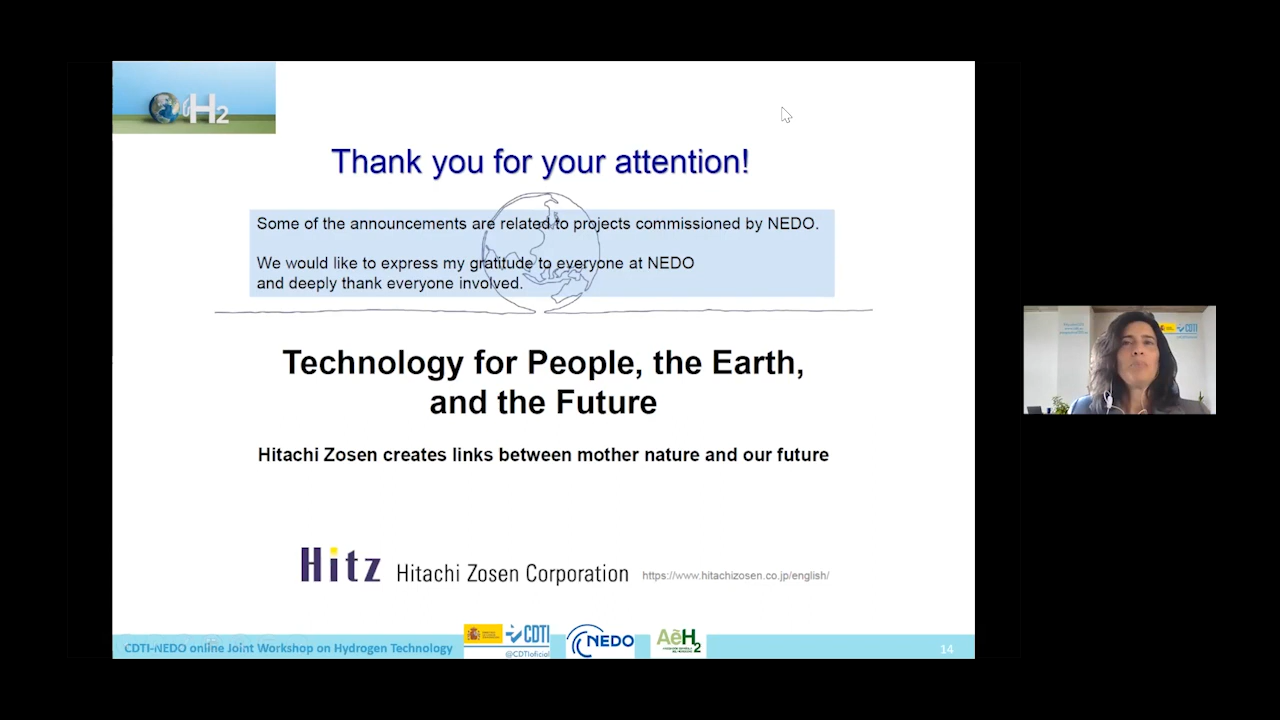 H2
Thank you for your attention!
Some of the announcements are related to projects commissioned by NEDO.
We would like to express my gratitude to everyone at NEDO
and deeply thank everyone involved.
Technology for People, the Earth,
and the Future
Hitachi Zosen creates links between mother nature and our future
Hitz Hitachi Zosen Corporation https://www.hitachizosen.co.jp/english/
CDTI-NEDO online Joint Workshop on Hydrogen Technology
CDTI
@CDTIoficial
NEDO
AeH2
14
CDTI